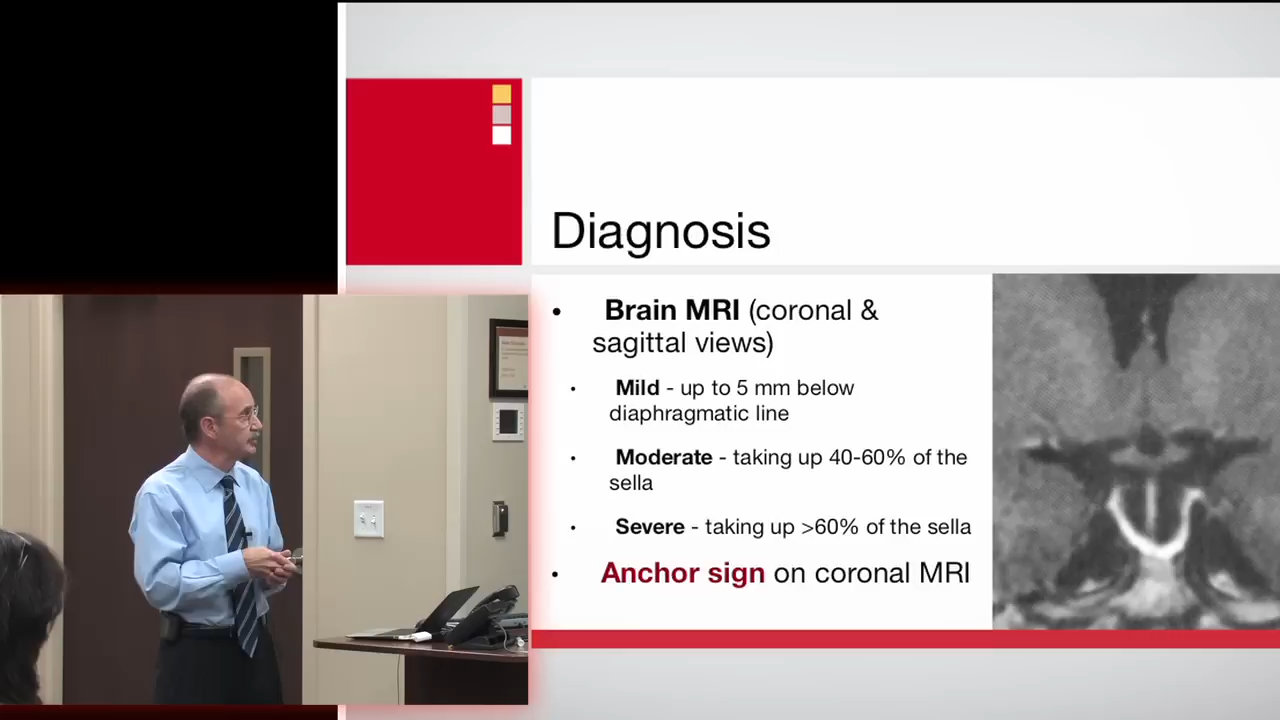 Diagnosis
• Brain MRI (coronal &
sagittal views)
· Mild - up to 5 mm below
diaphragmatic line
· Moderate - taking up 40-60% of the
sella
· Severe - taking up >60% of the sella
• Anchor sign on coronal MRI